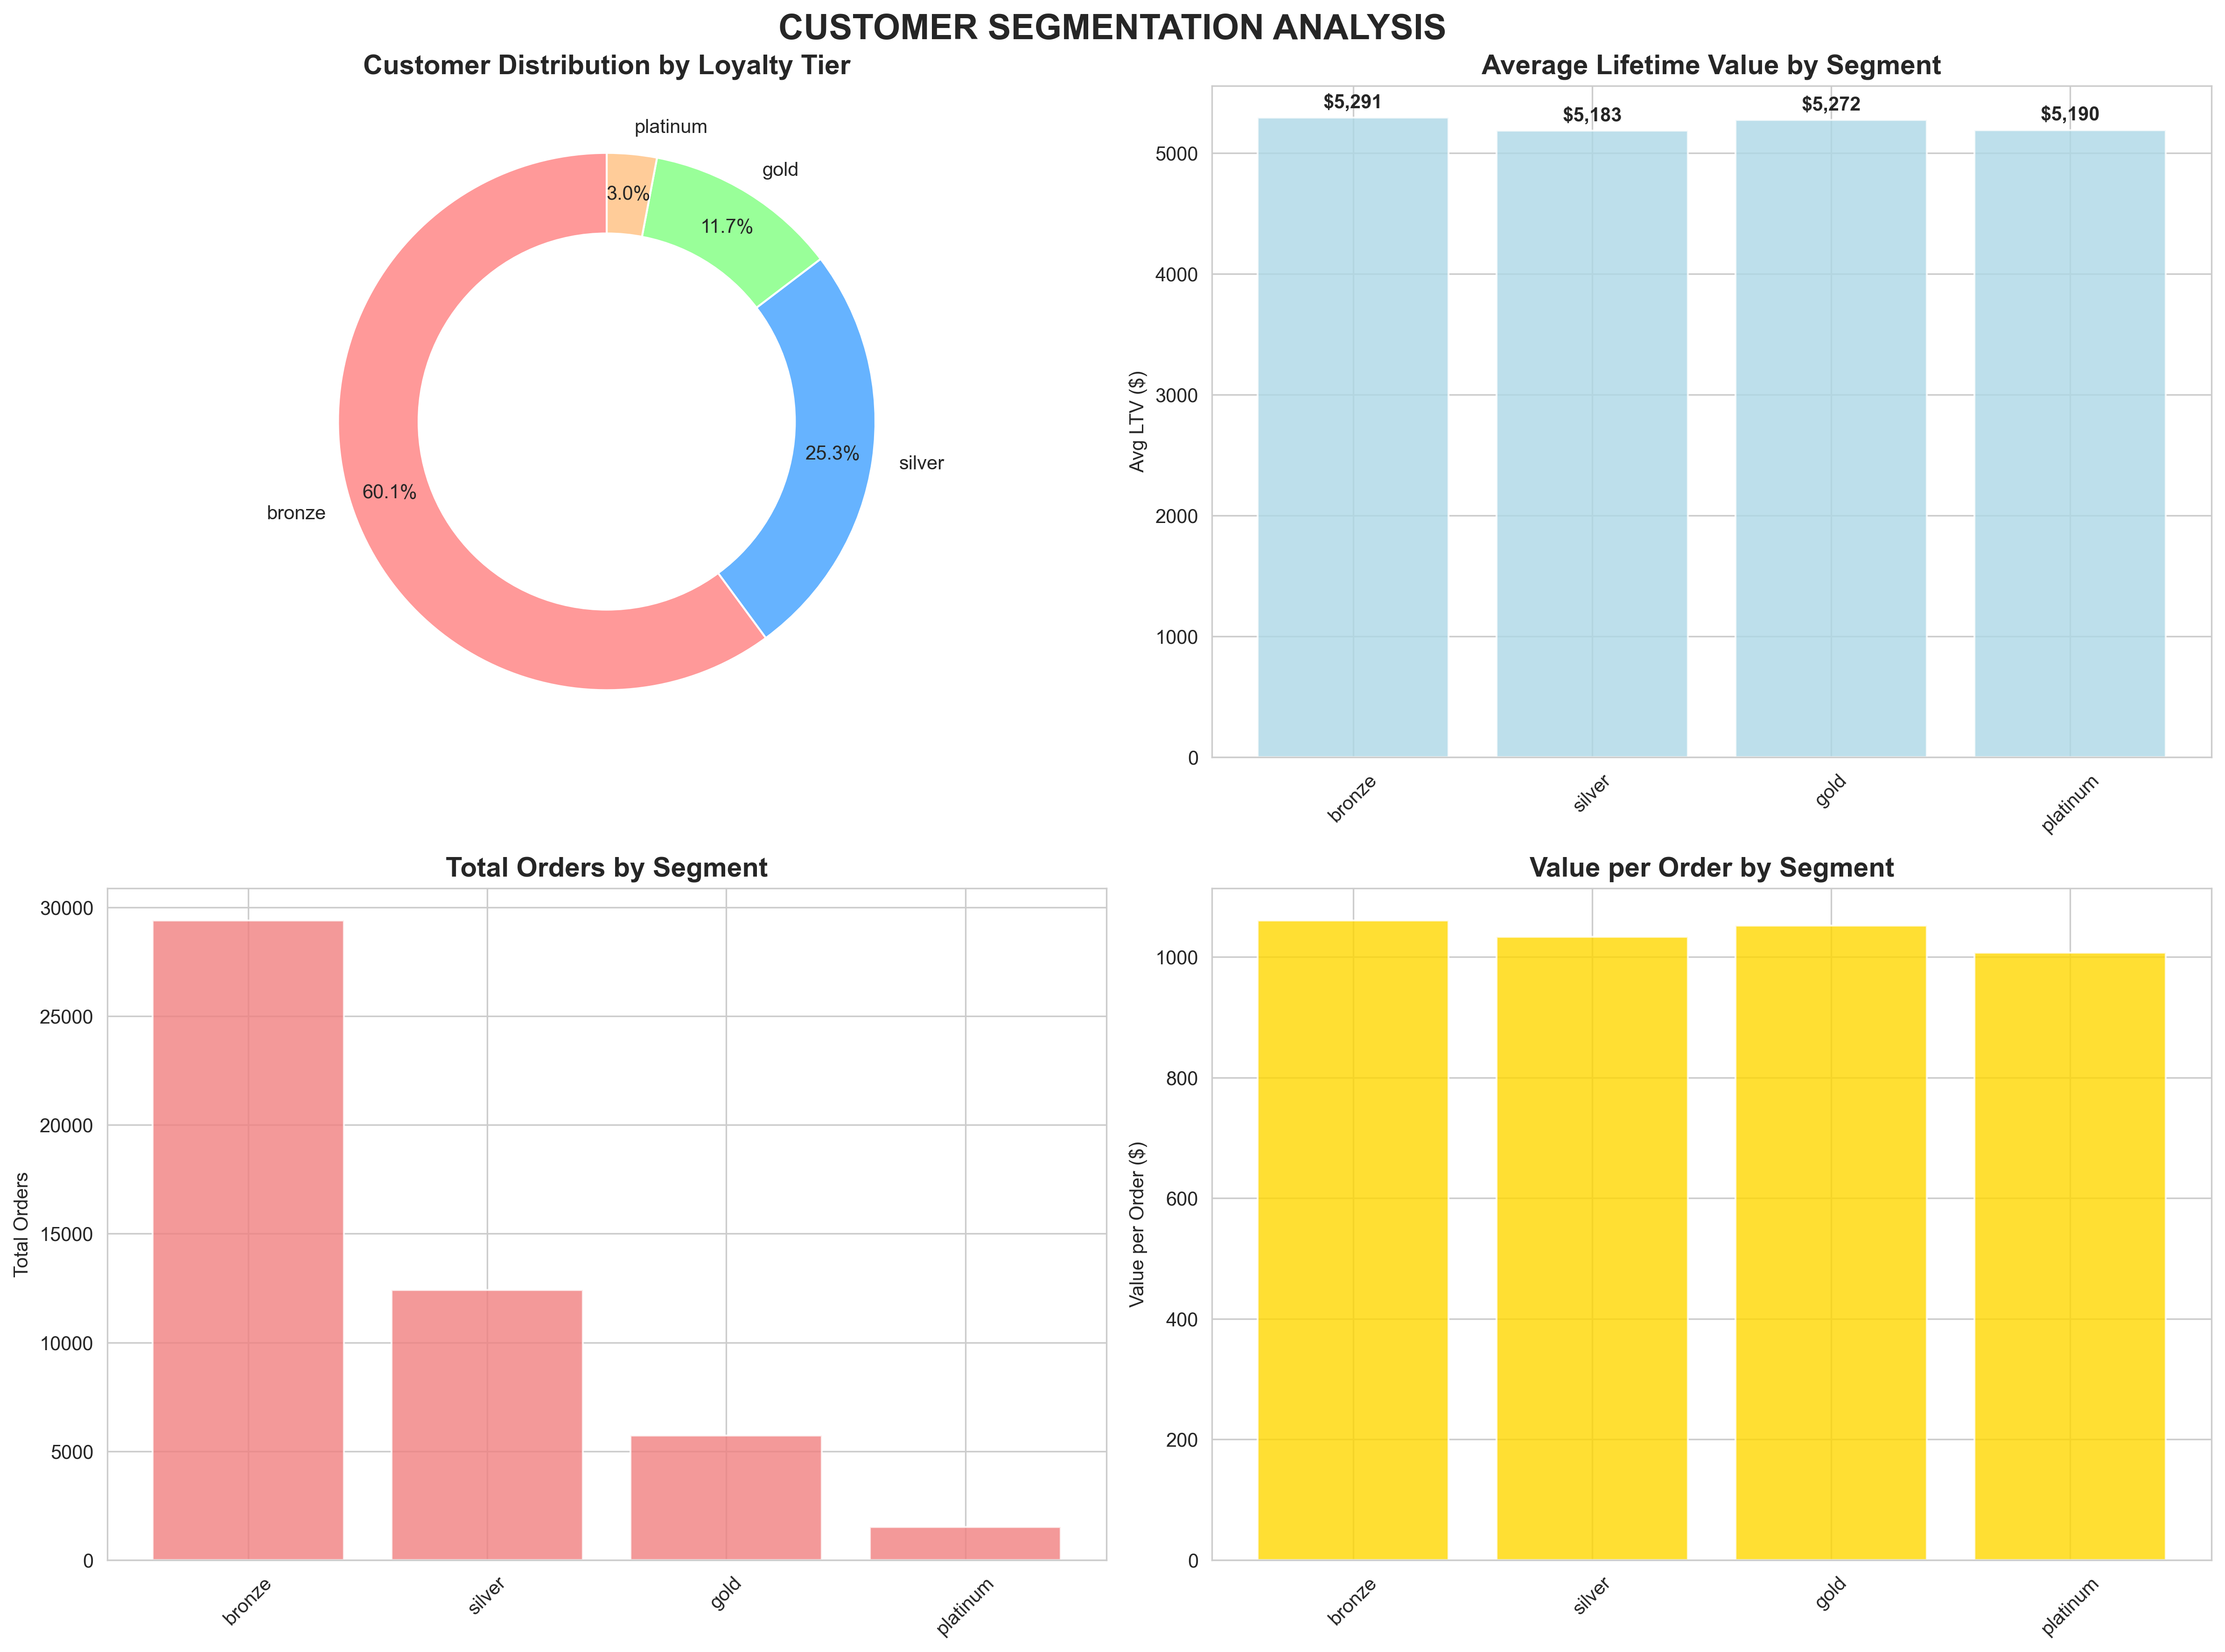 CUSTOMER SEGMENTATION ANALYSIS
Customer Distribution by Loyalty Tier
platinum
gold
3.0%
11.7%
25.3%
silver
60.1%
bronze
Average Lifetime Value by Segment
$5,291
$5,183
$5,272
$5,190
Avg LTV ($)
5000
4000
3000
2000
1000
0
bronze
silver
gold
platinum
Total Orders by Segment
Total Orders
30000
25000
20000
15000
10000
5000
0
bronze
silver
gold
platinum
Value per Order by Segment
Value per Order ($)
1000
800
600
400
200
0
bronze
silver
gold
platinum